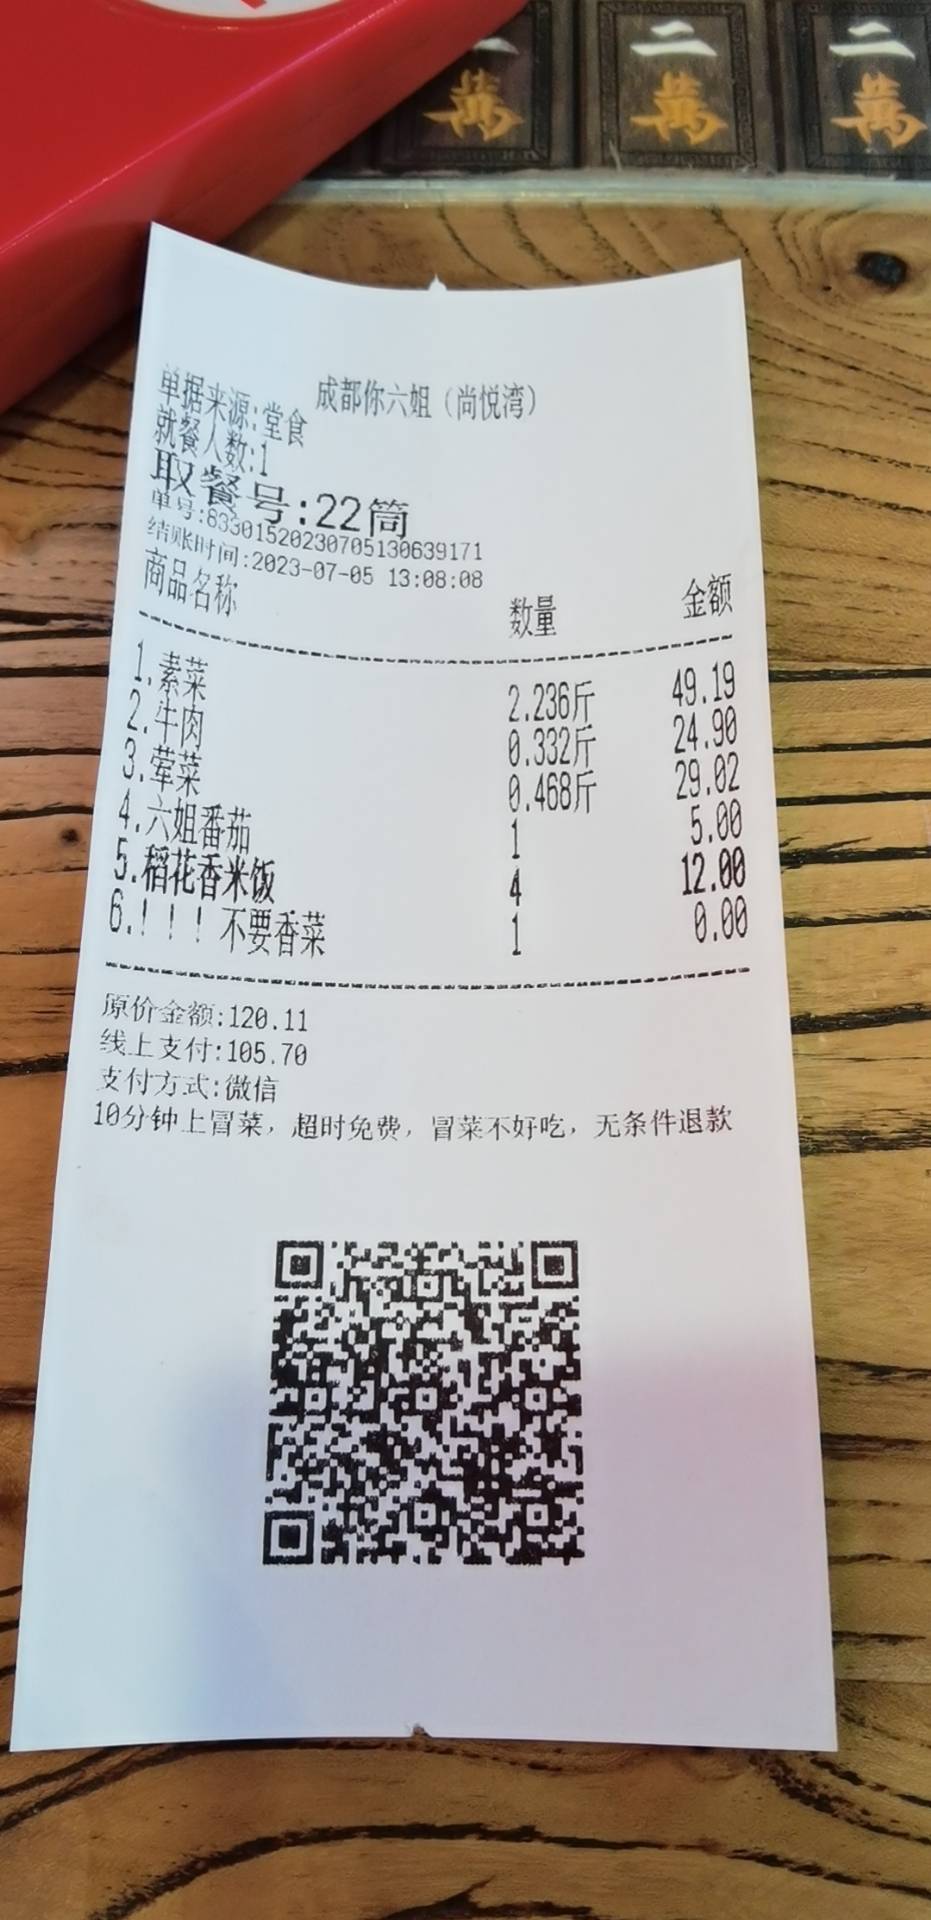 二 二 二
萬 萬 萬
成都你六姐（尚悦湾）
单据来源:堂食
就餐人数:1
取餐号:22筒
单号:63301520230705130639171
结账时间:2023-07-05 13:08:08
商品名称 数量 金额
1.素菜 2.236斤 49.19
2.牛肉 0.332斤 24.90
3.荤菜 0.468斤 29.02
4.六姐番茄 1 5.00
5.稻花香米饭 4 12.00
6.！！！不要香菜 1 0.00
原价金额:120.11
线上支付:105.70
支付方式:微信
10分钟上冒菜，超时免费，冒菜不好吃，无条件退款